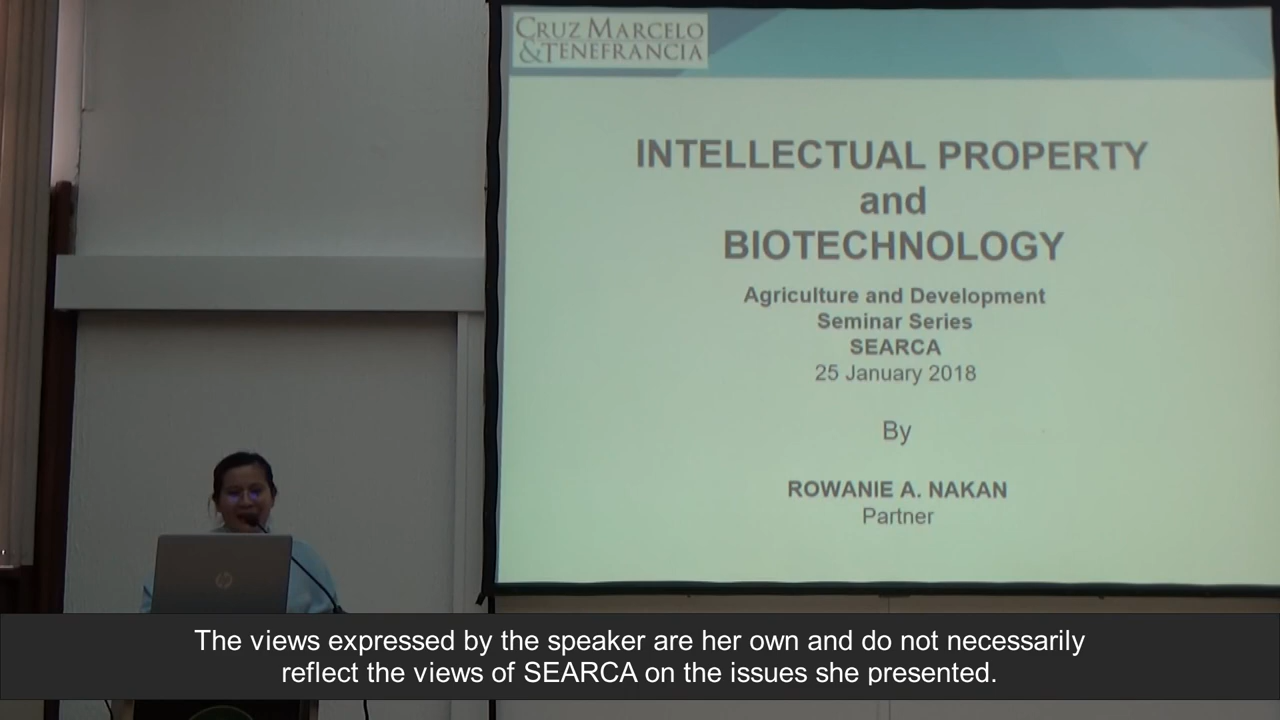 CRUZ MARCELO
& TENEFRANCIA
INTELLECTUAL PROPERTY
and
BIOTECHNOLOGY
Agriculture and Development
Seminar Series
SEARCA
25 January 2018
By
ROWANIE A. NAKAN
Partner
hp
The views expressed by the speaker are her own and do not necessarily
reflect the views of SEARCA on the issues she presented.